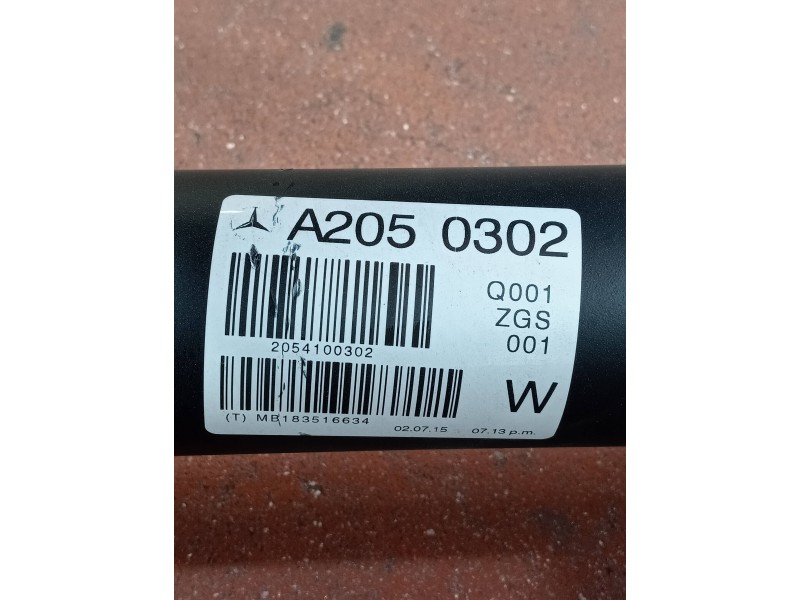 A205 0302
Q001
ZGS
001
2054100302
W
(T) MB183516634
02.07.15 07.13 p.m.